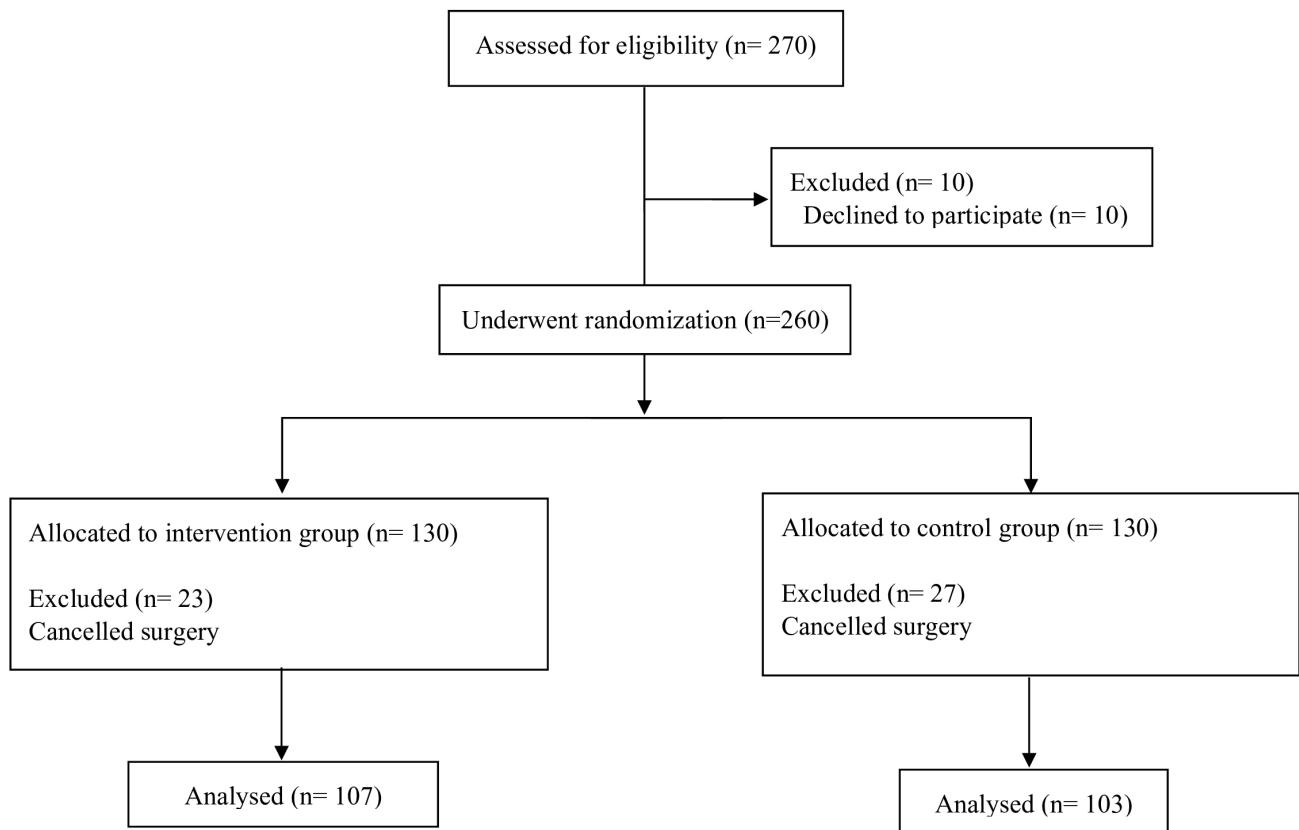 Assessed for eligibility (n= 270)
Excluded (n= 10)
Declined to participate (n= 10)
Underwent randomization (n=260)
Allocated to intervention group (n= 130)
Excluded (n= 23)
Cancelled surgery
Allocated to control group (n= 130)
Excluded (n= 27)
Cancelled surgery
Analysed (n= 107)
Analysed (n= 103)